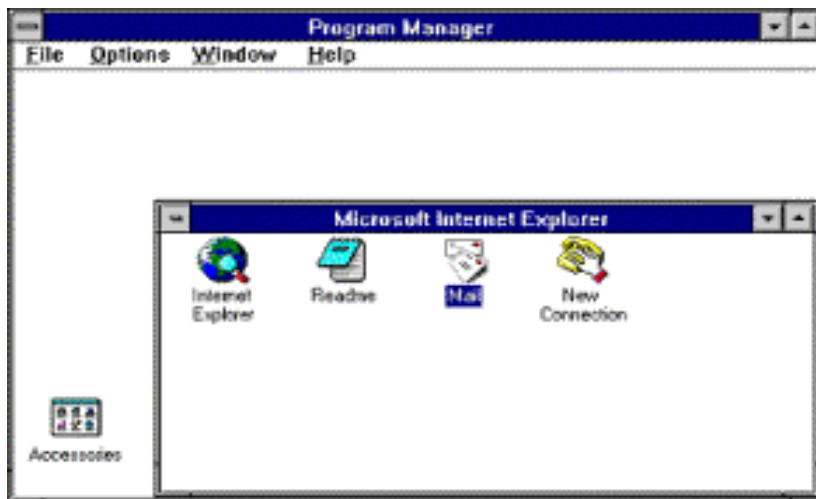 Program Manager
File Options Window Help
Microsoft Internet Explorer
Internet Explorer
Readme
Mail
New Connection
Accessories